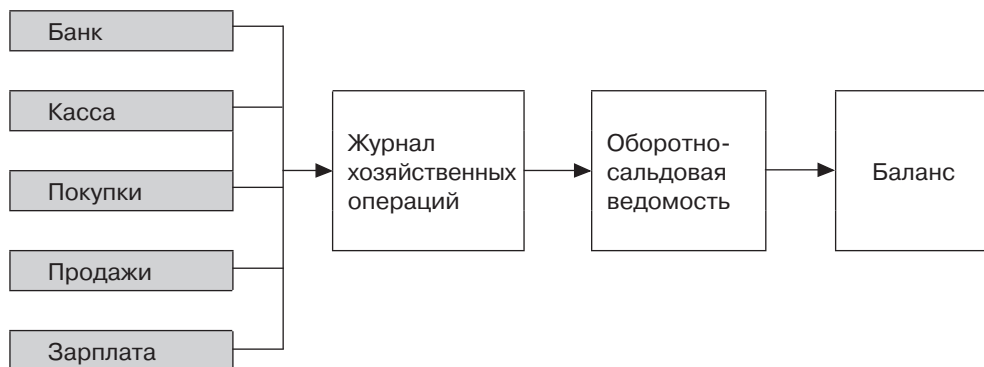 Банк
Касса
Покупки
Продажи
Зарплата
Журнал
хозяйственных
операций
Оборотно-
сальдовая
ведомость
Баланс